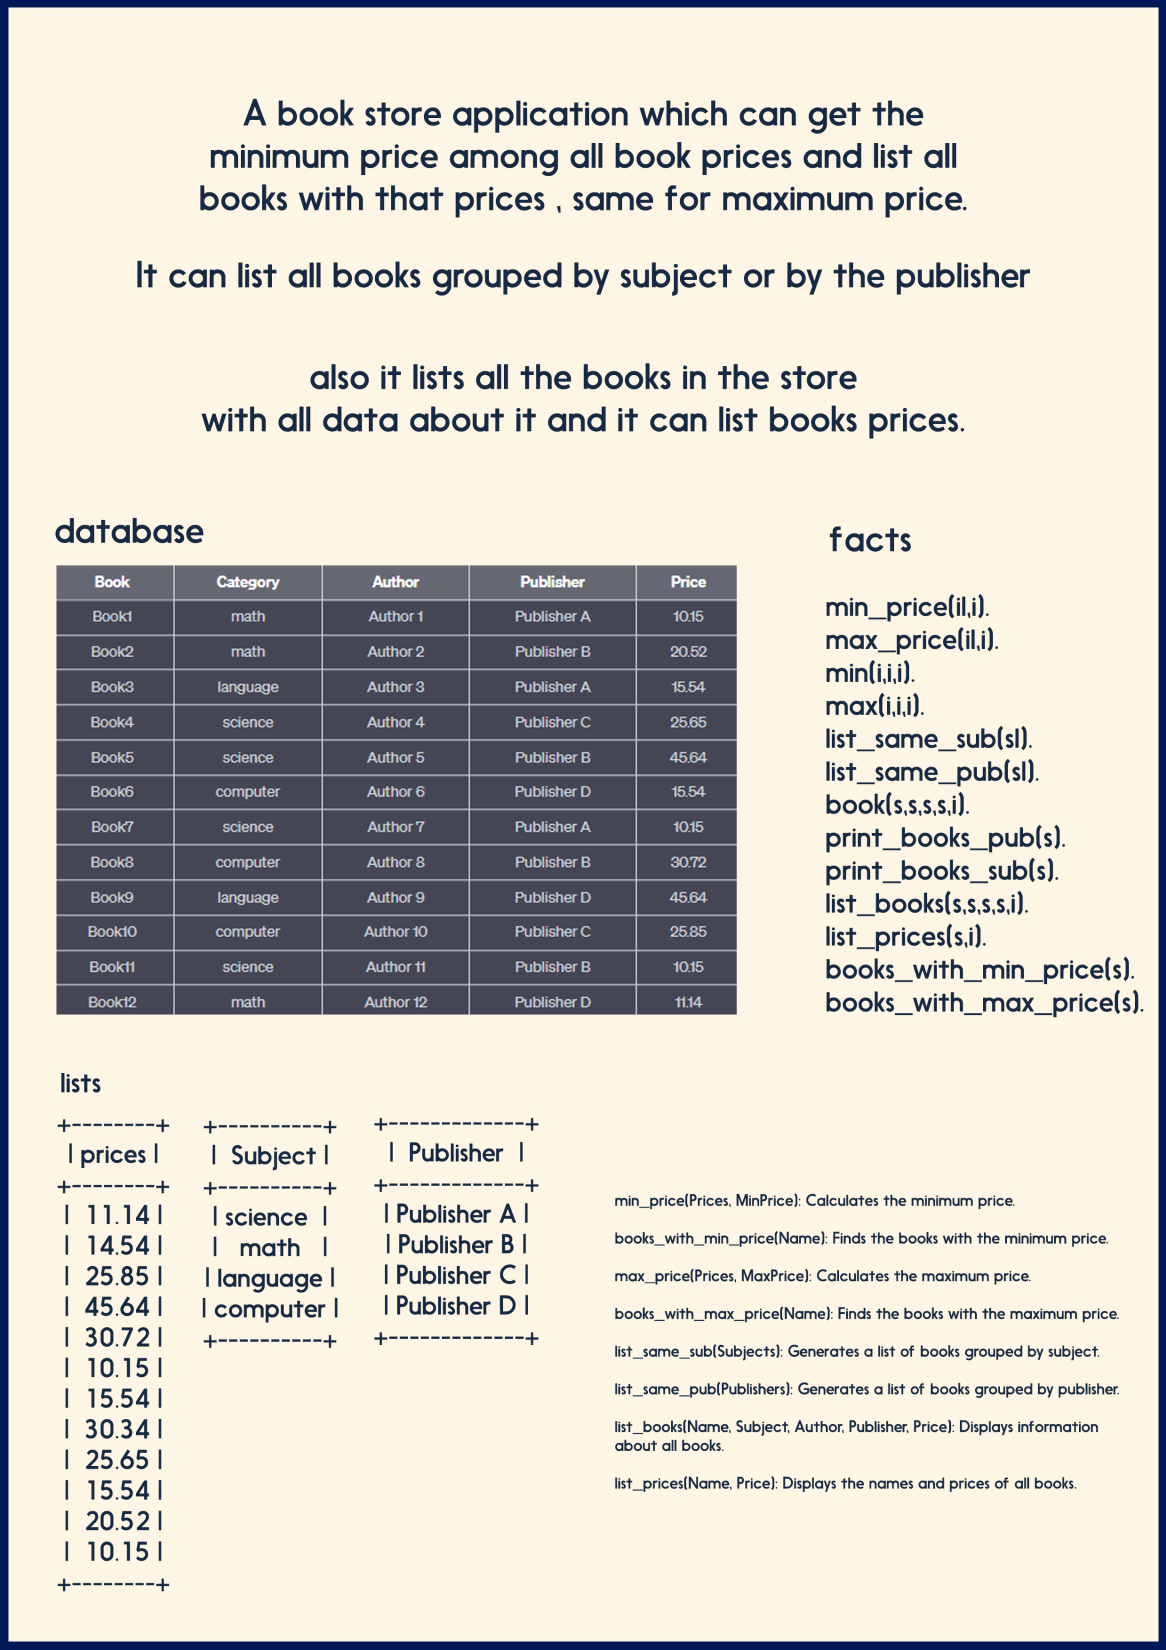 A book store application which can get the
minimum price among all book prices and list all
books with that prices , same for maximum price.
It can list all books grouped by subject or by the publisher
also it lists all the books in the store
with all data about it and it can list books prices.
database
Book Category Author Publisher Price
Book1 math Author 1 Publisher A 10.15
Book2 math Author 2 Publisher B 20.52
Book3 language Author 3 Publisher A 15.54
Book4 science Author 4 Publisher C 25.65
Book5 science Author 5 Publisher B 45.64
Book6 computer Author 6 Publisher D 15.54
Book7 science Author 7 Publisher A 10.15
Book8 computer Author 8 Publisher B 30.72
Book9 language Author 9 Publisher D 45.64
Book10 computer Author 10 Publisher C 25.85
Book11 science Author 11 Publisher B 10.15
Book12 math Author 12 Publisher D 11.14
facts
min_price(il,i).
max_price(il,i).
min(i,i,i).
max(i,i,i).
list_same_sub(sl).
list_same_pub(sl).
book(s,s,s,s,i).
print_books_pub(s).
print_books_sub(s).
list_books(s,s,s,s,i).
list_prices(s,i).
books_with_min_price(s).
books_with_max_price(s).
lists
+--------+
| prices |
+--------+
| 11.14 |
| 14.54 |
| 25.85 |
| 45.64 |
| 30.72 |
| 10.15 |
| 15.54 |
| 30.34 |
| 25.65 |
| 15.54 |
| 20.52 |
| 10.15 |
+--------+
+----------+
| Subject |
+----------+
| science |
| math |
| language |
| computer |
+----------+
+-------------+
| Publisher |
+-------------+
| Publisher A |
| Publisher B |
| Publisher C |
| Publisher D |
+-------------+
min_price(Prices, MinPrice): Calculates the minimum price.
books_with_min_price(Name): Finds the books with the minimum price.
max_price(Prices, MaxPrice): Calculates the maximum price.
books_with_max_price(Name): Finds the books with the maximum price.
list_same_sub(Subjects): Generates a list of books grouped by subject.
list_same_pub(Publishers): Generates a list of books grouped by publisher.
list_books(Name, Subject, Author, Publisher, Price): Displays information
about all books.
list_prices(Name, Price): Displays the names and prices of all books.